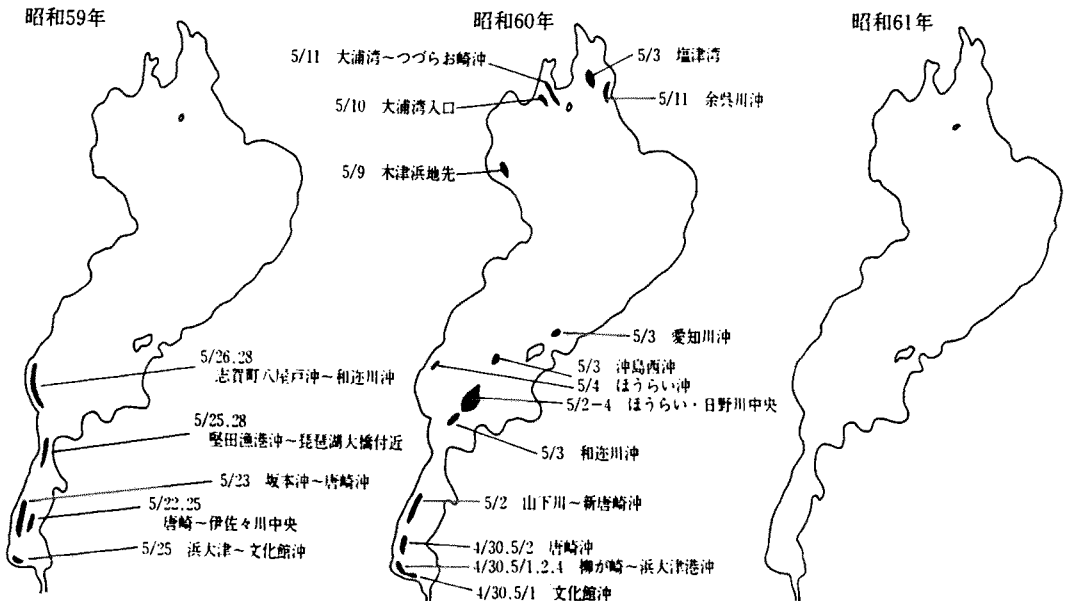 昭和59年
5/26.28
志賀町八屋戸沖～和迩川沖
5/25.28
堅田漁港沖～琵琶湖大橋付近
5/23 坂本沖～唐崎沖
5/22.25
唐崎～伊佐々川中央
5/25 浜大津～文化館沖
昭和60年
5/11 大浦湾～つづらお崎沖
5/3 塩津湾
5/10 大浦湾入口
5/11 余呉川沖
5/9 木津浜地先
5/3 愛知川沖
5/3 沖島西沖
5/4 ほうらい沖
5/2-4 ほうらい・日野川中央
5/3 和迩川沖
5/2 山下川～新唐崎沖
4/30.5/2 唐崎沖
4/30.5/1.2.4 柳が崎～浜大津港沖
4/30.5/1 文化館沖
昭和61年